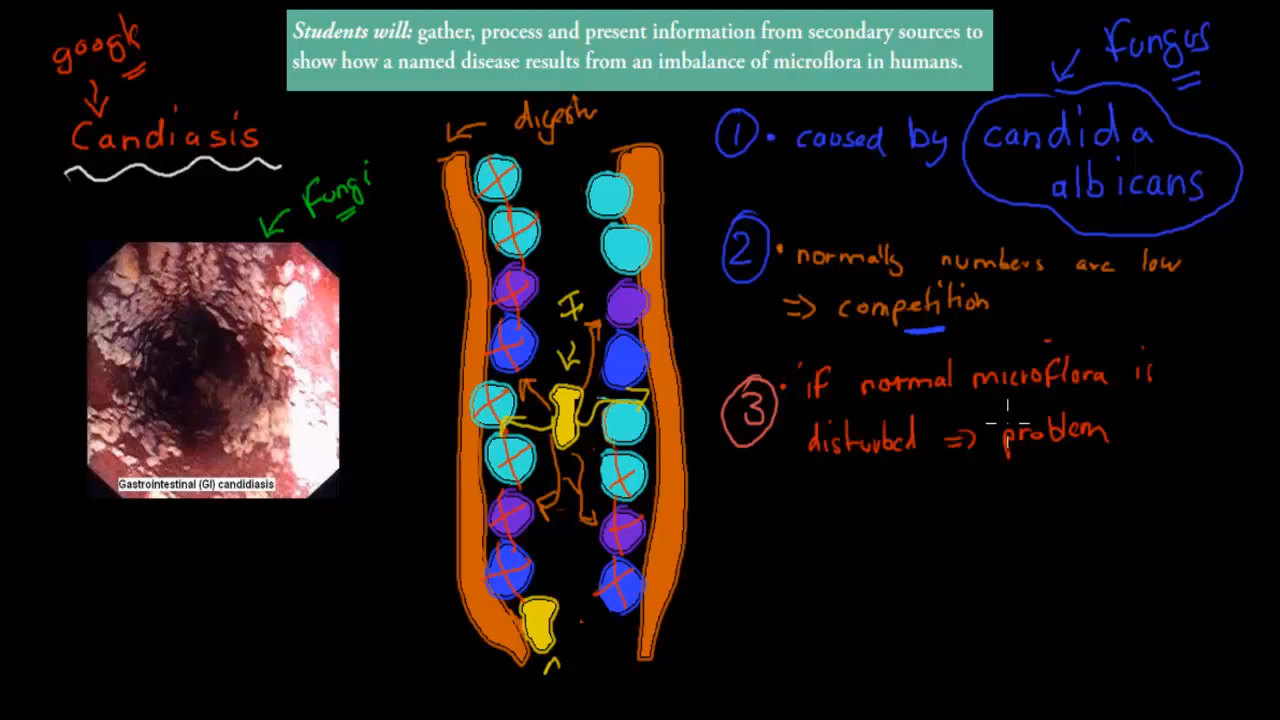 Students will: gather, process and present information from secondary sources to
show how a named disease results from an imbalance of microflora in humans.
google
Candiasis
Fungi
Gastrointestinal (GI) candidiasis
Fungus
1 • caused by candida
albicans
2 • normally numbers are low
=> competition
3 • if normal microflora is
disturbed => problem